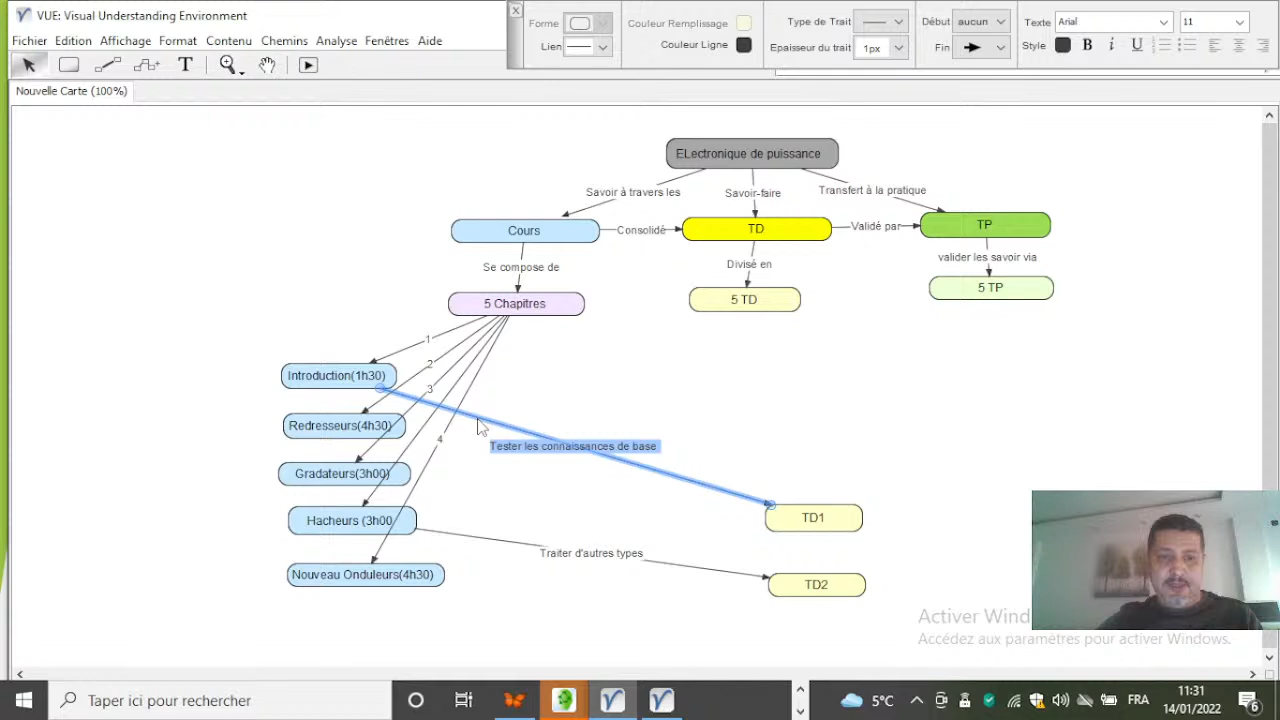 VUE: Visual Understanding Environment
Fichier Edition Affichage Format Contenu Chemins Analyse Fenêtres Aide
Forme
Lien
Couleur Remplissage
Couleur Ligne
Type de Trait
Epaisseur du trait 1px
Début aucun
Fin
Texte Arial 11
Style B i U
Nouvelle Carte (100%)
ELectronique de puissance
Savoir à travers les Savoir-faire Transfert à la pratique
Cours Consolidé TD Validé par TP
Se compose de Divisé en valider les savoir via
5 Chapitres 5 TD 5 TP
1
2
3
4
Introduction(1h30)
Redresseurs(4h30)
Tester les connaissances de base
Gradateurs(3h00)
Hacheurs (3h00
TD1
Traiter d'autres types
Nouveau Onduleurs(4h30)
TD2
Activer Wind
Accédez aux paramètres pour activer Windows.
Taper ici pour rechercher
5°C
FRA
11:31
14/01/2022
6